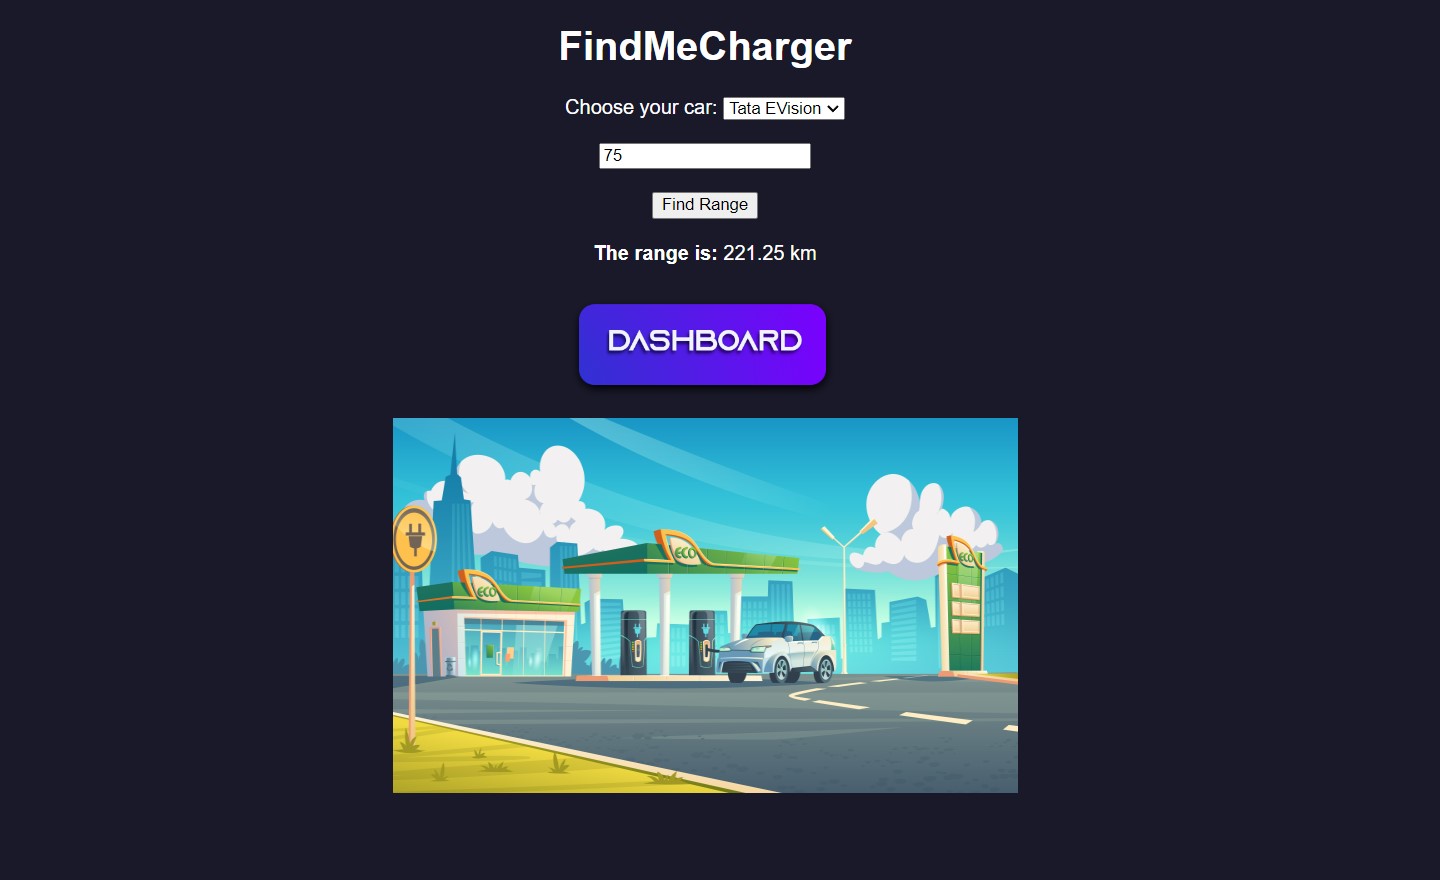 FindMeCharger
Choose your car: Tata EVision
75
Find Range
The range is: 221.25 km
DASHBOARD
ECO
ECO
ECO